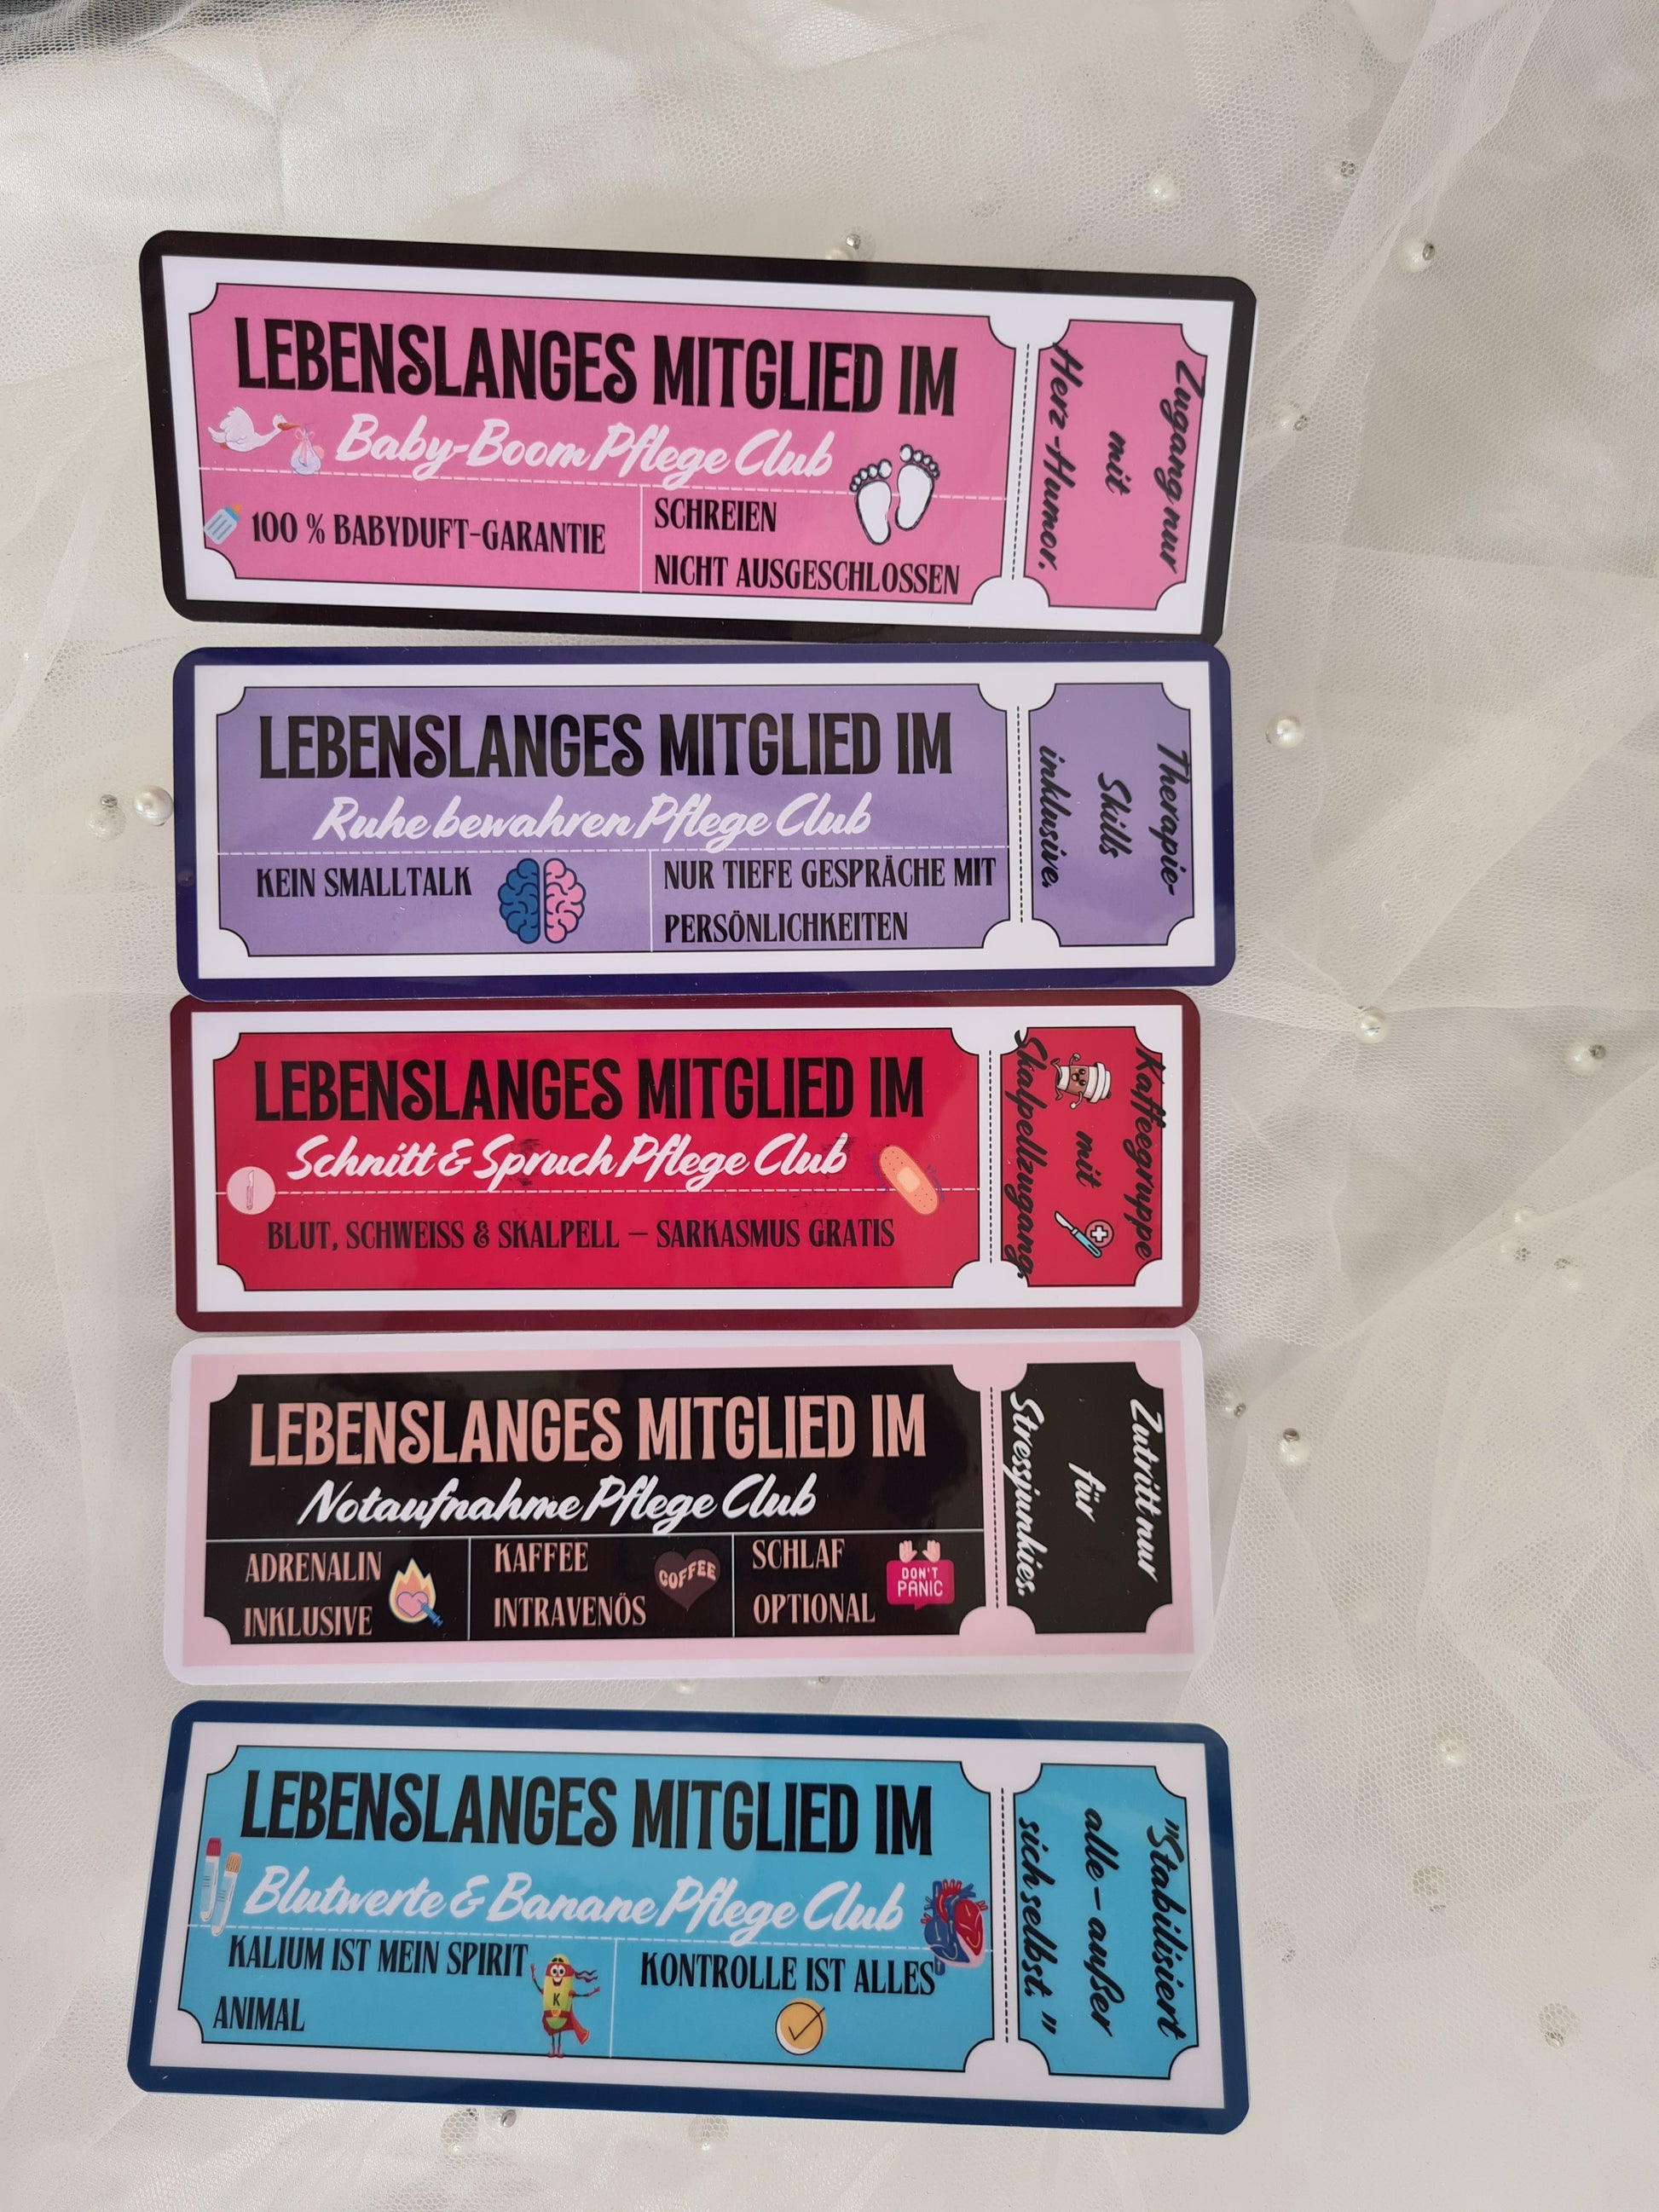 LEBENSLANGES MITGLIED IM
Baby-Boom Pflege Club
100 % BABYDUFT-GARANTIE
SCHREIEN
NICHT AUSGESCHLOSSEN
Zugang nur
mit
Herz-Humor.
LEBENSLANGES MITGLIED IM
Ruhe bewahren Pflege Club
KEIN SMALLTALK
NUR TIEFE GESPRÄCHE MIT
PERSÖNLICHKEITEN
Therapie-
Skills
inklusive.
LEBENSLANGES MITGLIED IM
Schnitt & Spruch Pflege Club
BLUT, SCHWEISS & SKALPELL – SARKASMUS GRATIS
Kaffeegruppe
mit
Skalpellzugang.
LEBENSLANGES MITGLIED IM
Notaufnahme Pflege Club
ADRENALIN
INKLUSIVE
KAFFEE
INTRAVENÖS
COFFEE
SCHLAF
OPTIONAL
DON'T
PANIC
Zutritt nur
für
Stressjunkies.
LEBENSLANGES MITGLIED IM
Blutwerte & Banane Pflege Club
KALIUM IST MEIN SPIRIT
ANIMAL
K
KONTROLLE IST ALLES
"Stabilisiert
alle – außer
sich selbst."